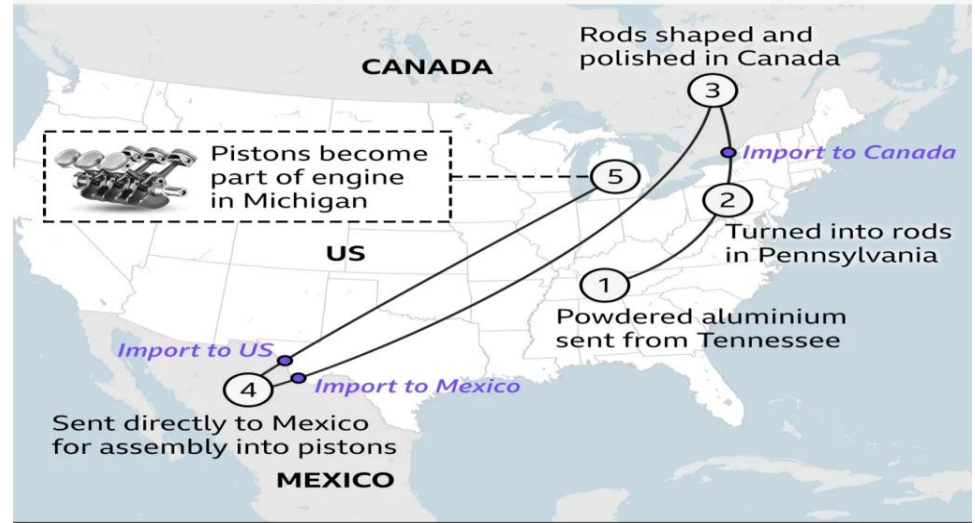 Rods shaped and
polished in Canada
CANADA
3
Import to Canada
Pistons become
part of engine
in Michigan
5
2
Turned into rods
in Pennsylvania
US
1
Powdered aluminium
sent from Tennessee
Import to US
Import to Mexico
4
Sent directly to Mexico
for assembly into pistons
MEXICO